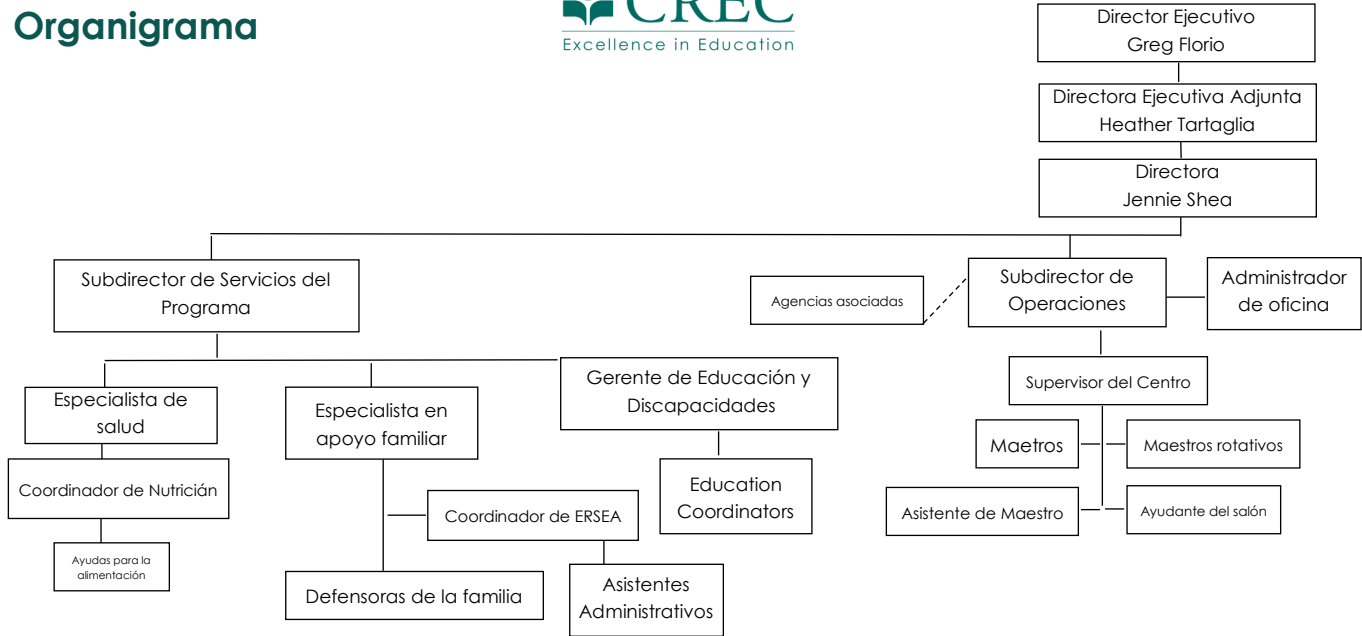 Organigrama
CREC
Excellence in Education
Director Ejecutivo
Greg Florio
Directora Ejecutiva Adjunta
Heather Tartaglia
Directora
Jennie Shea
Subdirector de Servicios del
Programa
Agencias asociadas
Subdirector de
Operaciones
Administrador
de oficina
Especialista de
salud
Especialista en
apoyo familiar
Gerente de Educación y
Discapacidades
Supervisor del Centro
Maetros
Maestros rotativos
Coordinador de Nutricián
Coordinador de ERSEA
Education
Coordinators
Asistente de Maestro
Ayudante del salón
Ayudas para la
alimentación
Defensoras de la familia
Asistentes
Administrativos